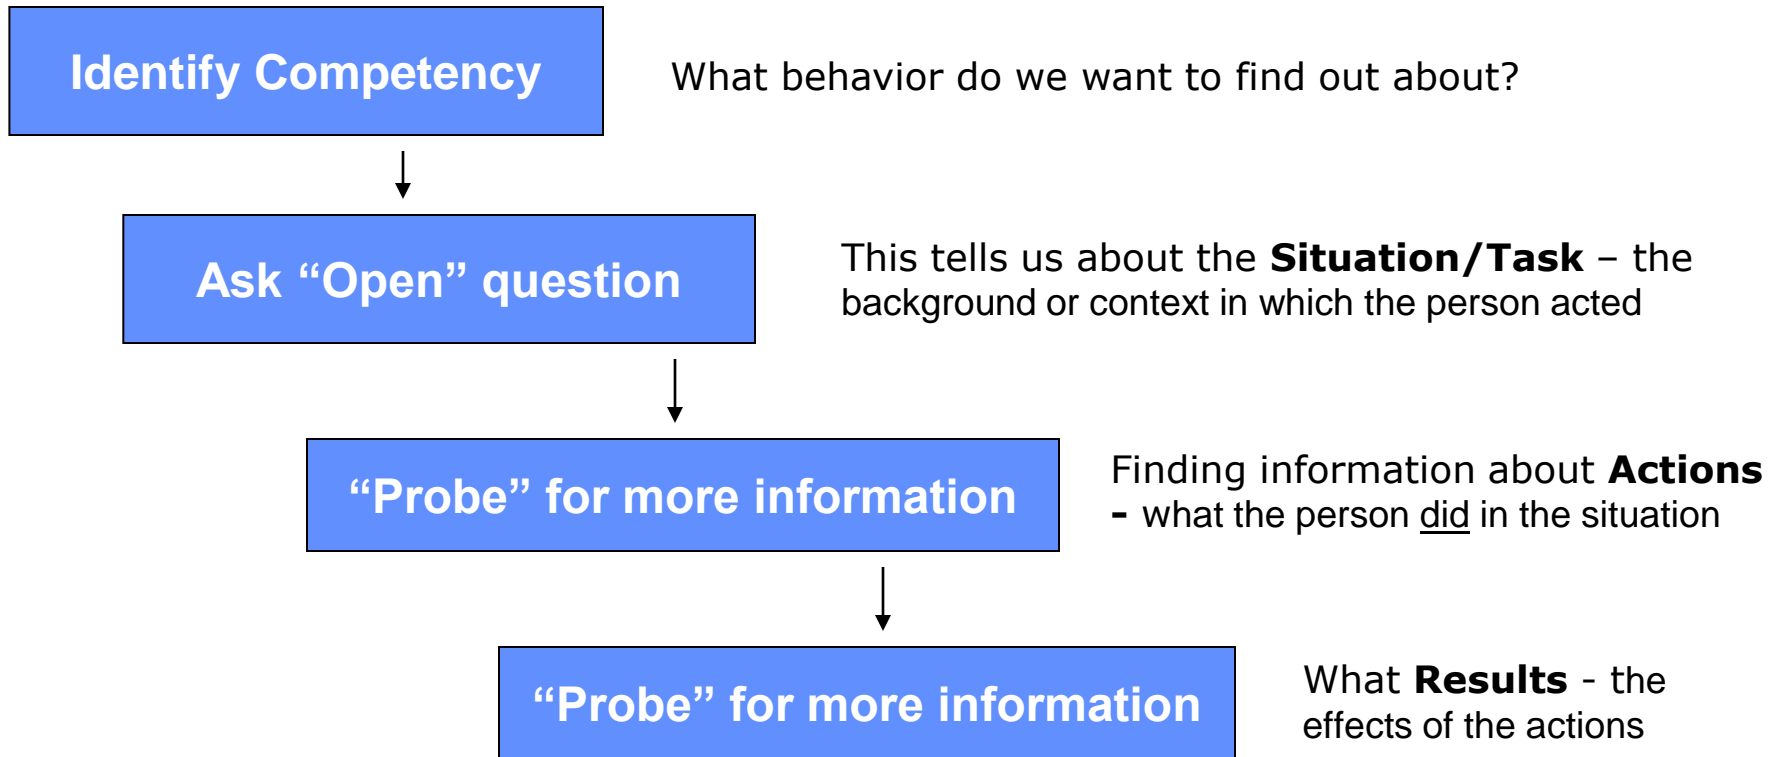 Identify Competency
What behavior do we want to find out about?
Ask “Open” question
This tells us about the Situation/Task – the
background or context in which the person acted
“Probe” for more information
Finding information about Actions
- what the person did in the situation
“Probe” for more information
What Results - the
effects of the actions